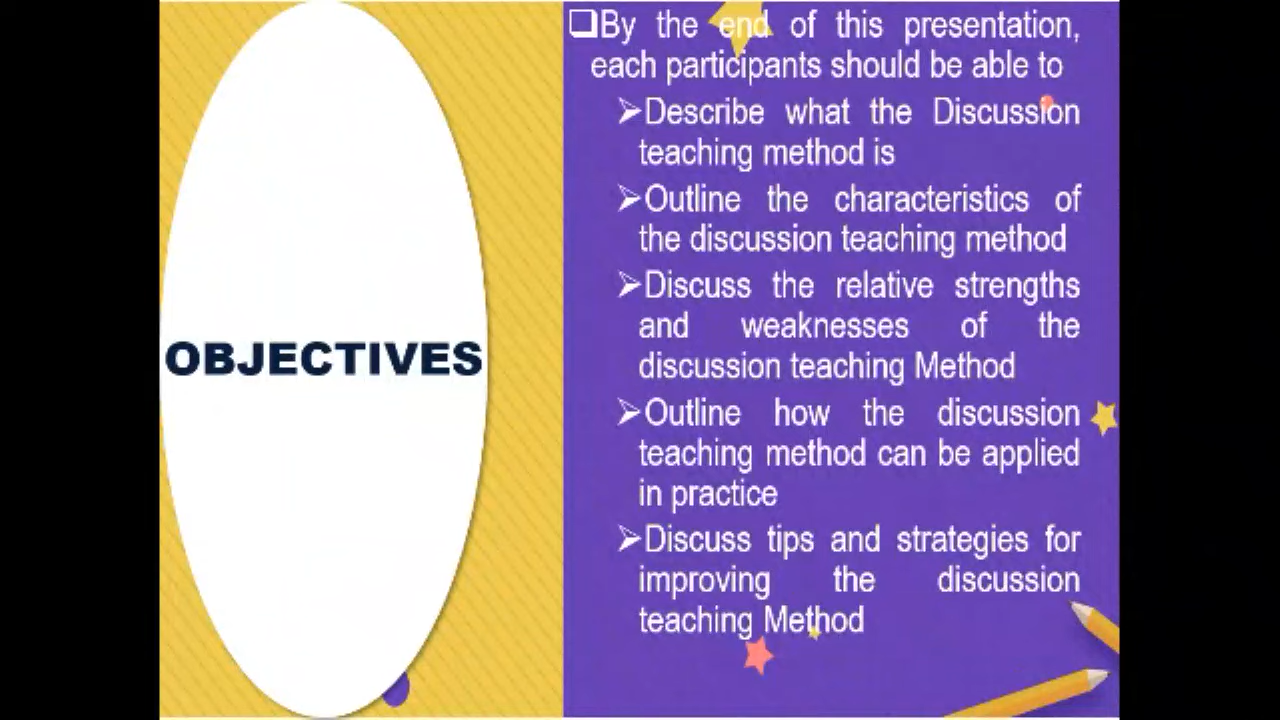 OBJECTIVES
❑By the end of this presentation,
each participants should be able to
➢Describe what the Discussion
teaching method is
➢Outline the characteristics of
the discussion teaching method
➢Discuss the relative strengths
and weaknesses of the
discussion teaching Method
➢Outline how the discussion
teaching method can be applied
in practice
➢Discuss tips and strategies for
improving the discussion
teaching Method